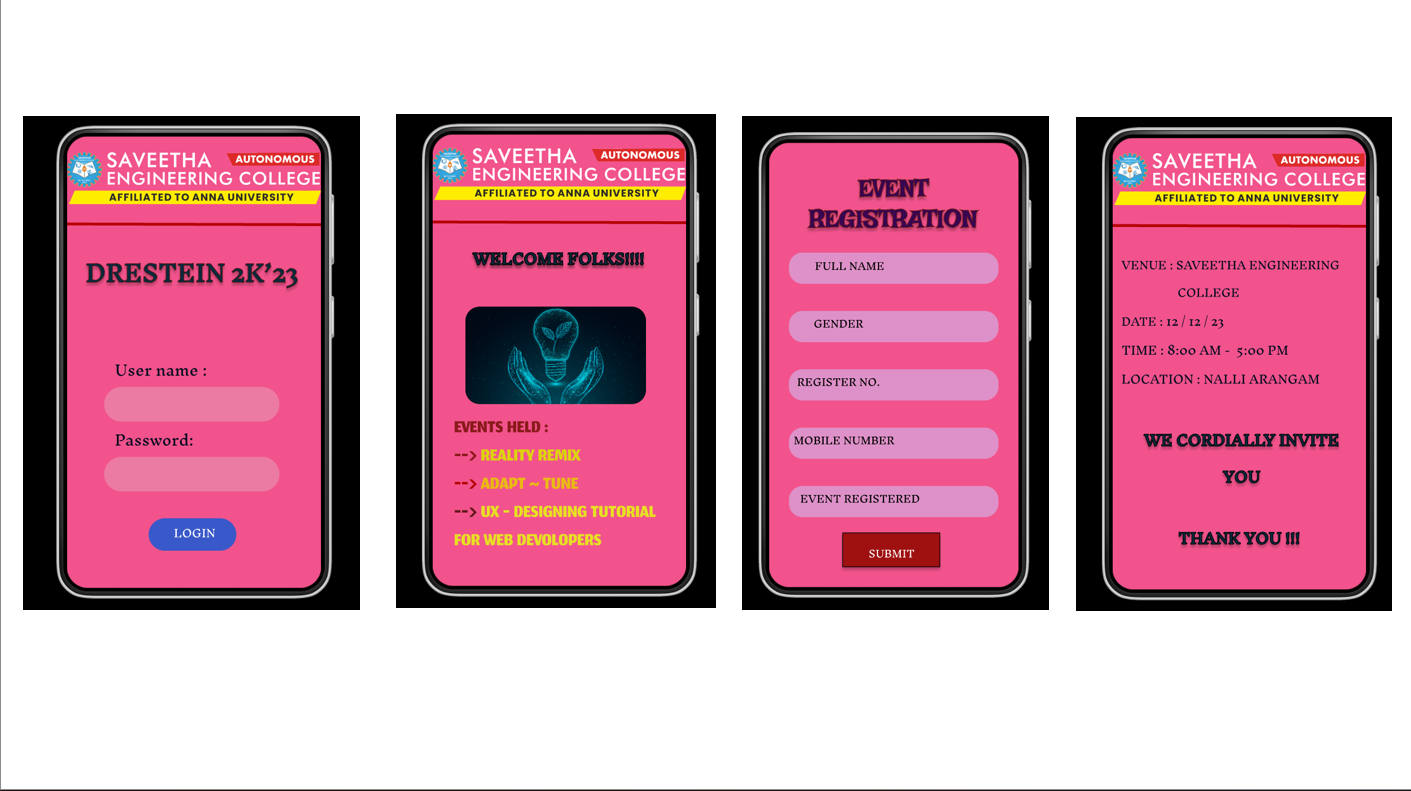 SAVEETHA
AUTONOMOUS
ENGINEERING COLLEGE
AFFILIATED TO ANNA UNIVERSITY
DRESTEIN 2K'23
User name :
Password:
LOGIN
SAVEETHA
AUTONOMOUS
ENGINEERING COLLEGE
AFFILIATED TO ANNA UNIVERSITY
WELCOME FOLKS!!!!
EVENTS HELD :
--> REALITY REMIX
--> ADAPT ~ TUNE
--> UX - DESIGNING TUTORIAL
FOR WEB DEVOLOPERS
EVENT
REGISTRATION
FULL NAME
GENDER
REGISTER NO.
MOBILE NUMBER
EVENT REGISTERED
SUBMIT
SAVEETHA
AUTONOMOUS
ENGINEERING COLLEGE
AFFILIATED TO ANNA UNIVERSITY
VENUE : SAVEETHA ENGINEERING
COLLEGE
DATE : 12 / 12 / 23
TIME : 8:00 AM - 5:00 PM
LOCATION : NALLI ARANGAM
WE CORDIALLY INVITE
YOU
THANK YOU !!!